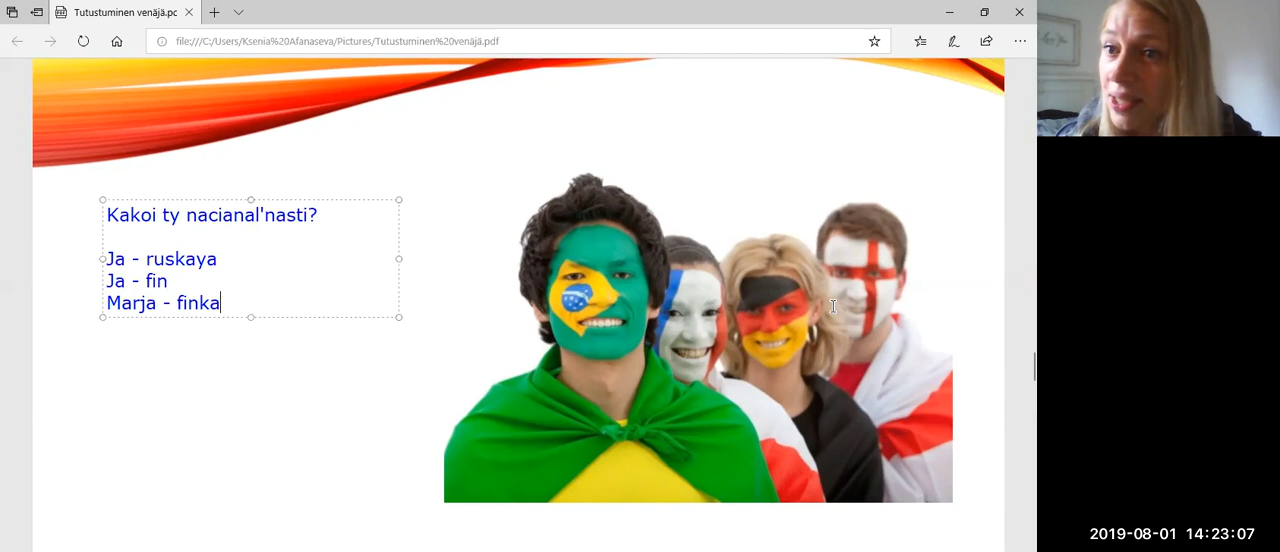 Tutustuminen venäjä.pc
file:///C:/Users/Ksenia%20Afanaseva/Pictures/Tutustuminen%20venäjä.pdf
Kakoi ty nacianal'nasti?
Ja - ruskaya
Ja - fin
Marja - finka
2019-08-01 14:23:07